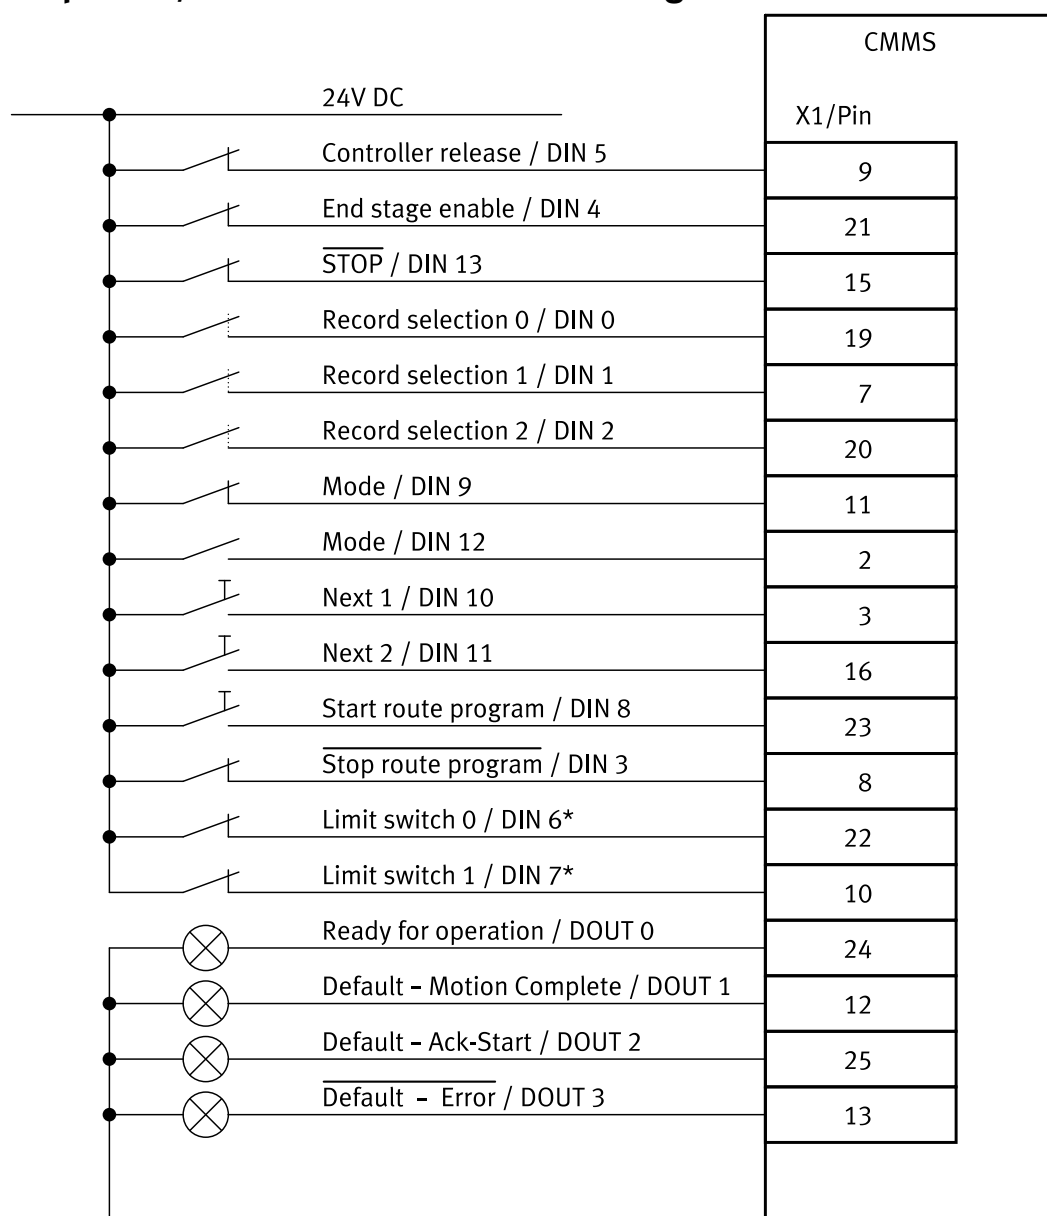 CMMS
24V DC
X1/Pin
Controller release / DIN 5 9
End stage enable / DIN 4 21
STOP / DIN 13 15
Record selection 0 / DIN 0 19
Record selection 1 / DIN 1 7
Record selection 2 / DIN 2 20
Mode / DIN 9 11
Mode / DIN 12 2
Next 1 / DIN 10 3
Next 2 / DIN 11 16
Start route program / DIN 8 23
Stop route program / DIN 3 8
Limit switch 0 / DIN 6* 22
Limit switch 1 / DIN 7* 10
Ready for operation / DOUT 0 24
Default – Motion Complete / DOUT 1 12
Default – Ack-Start / DOUT 2 25
Default – Error / DOUT 3 13